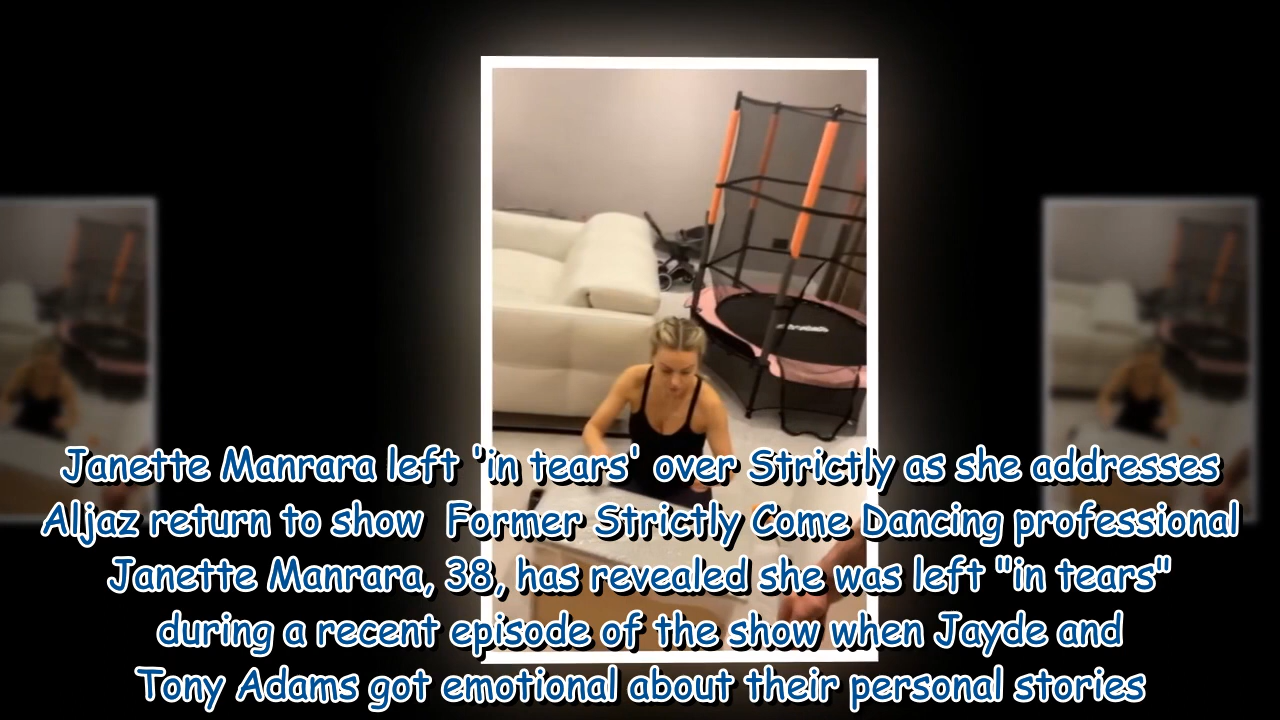 Janette Manrara left 'in tears' over Strictly as she addresses
Aljaz return to show  Former Strictly Come Dancing professional
Janette Manrara, 38, has revealed she was left "in tears"
during a recent episode of the show when Jayde and
Tony Adams got emotional about their personal stories